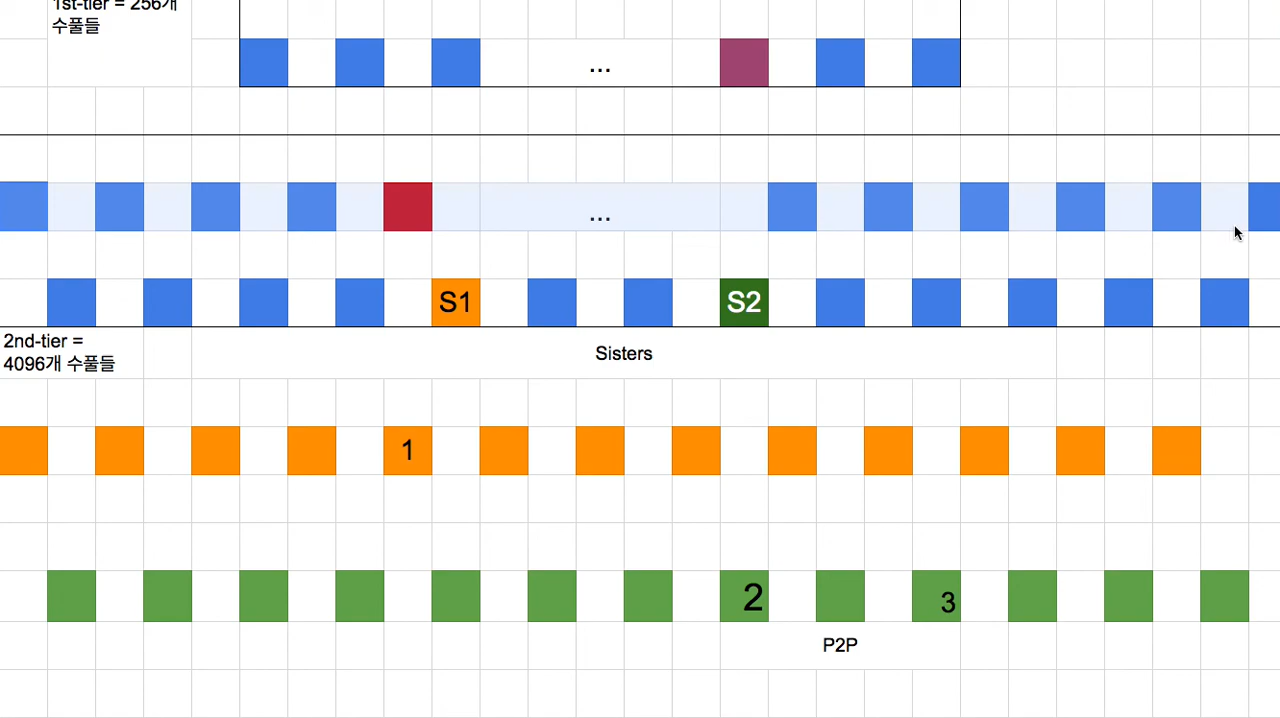 1st-tier = 256개
수풀들
...
...
S1
S2
2nd-tier =
4096개 수풀들
Sisters
1
2
3
P2P